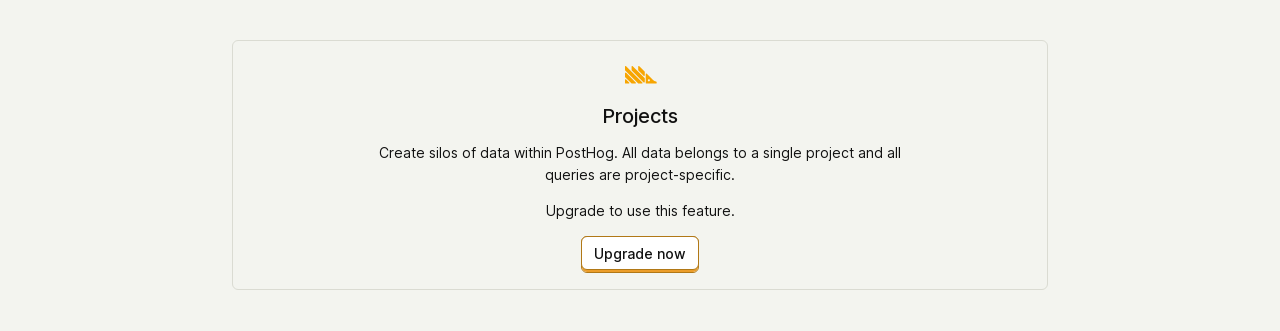 Projects
Create silos of data within PostHog. All data belongs to a single project and all
queries are project-specific.
Upgrade to use this feature.
Upgrade now